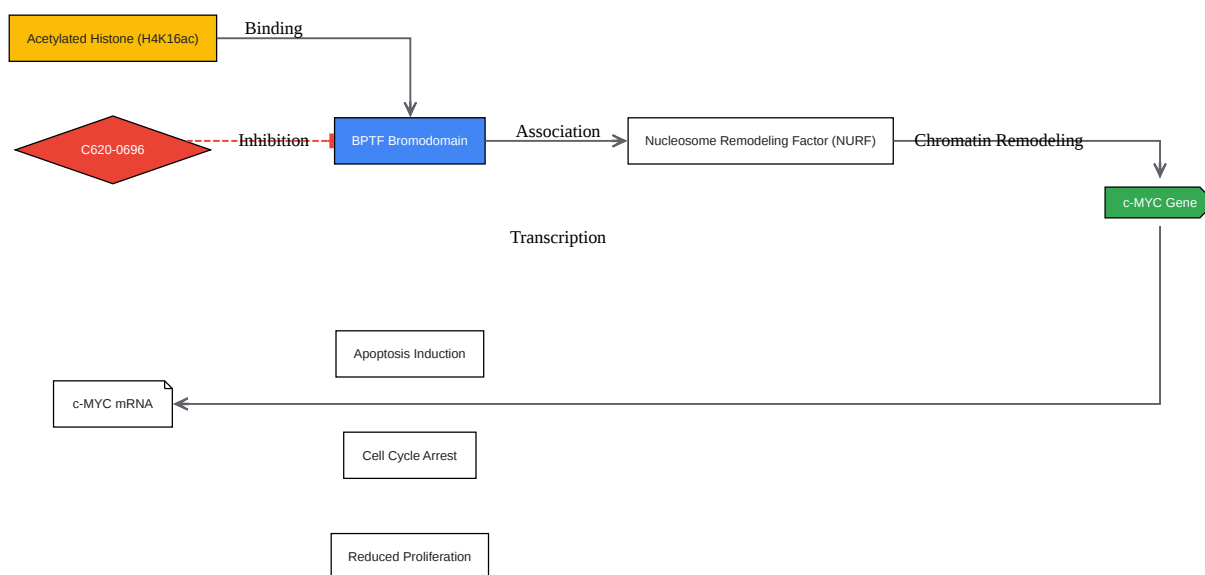 Acetylated Histone (H4K16ac)
Binding
C620-0696
Inhibition
BPTF Bromodomain
Association
Nucleosome Remodeling Factor (NURF)
Chromatin Remodeling
c-MYC Gene
Transcription
Apoptosis Induction
c-MYC mRNA
Cell Cycle Arrest
Reduced Proliferation